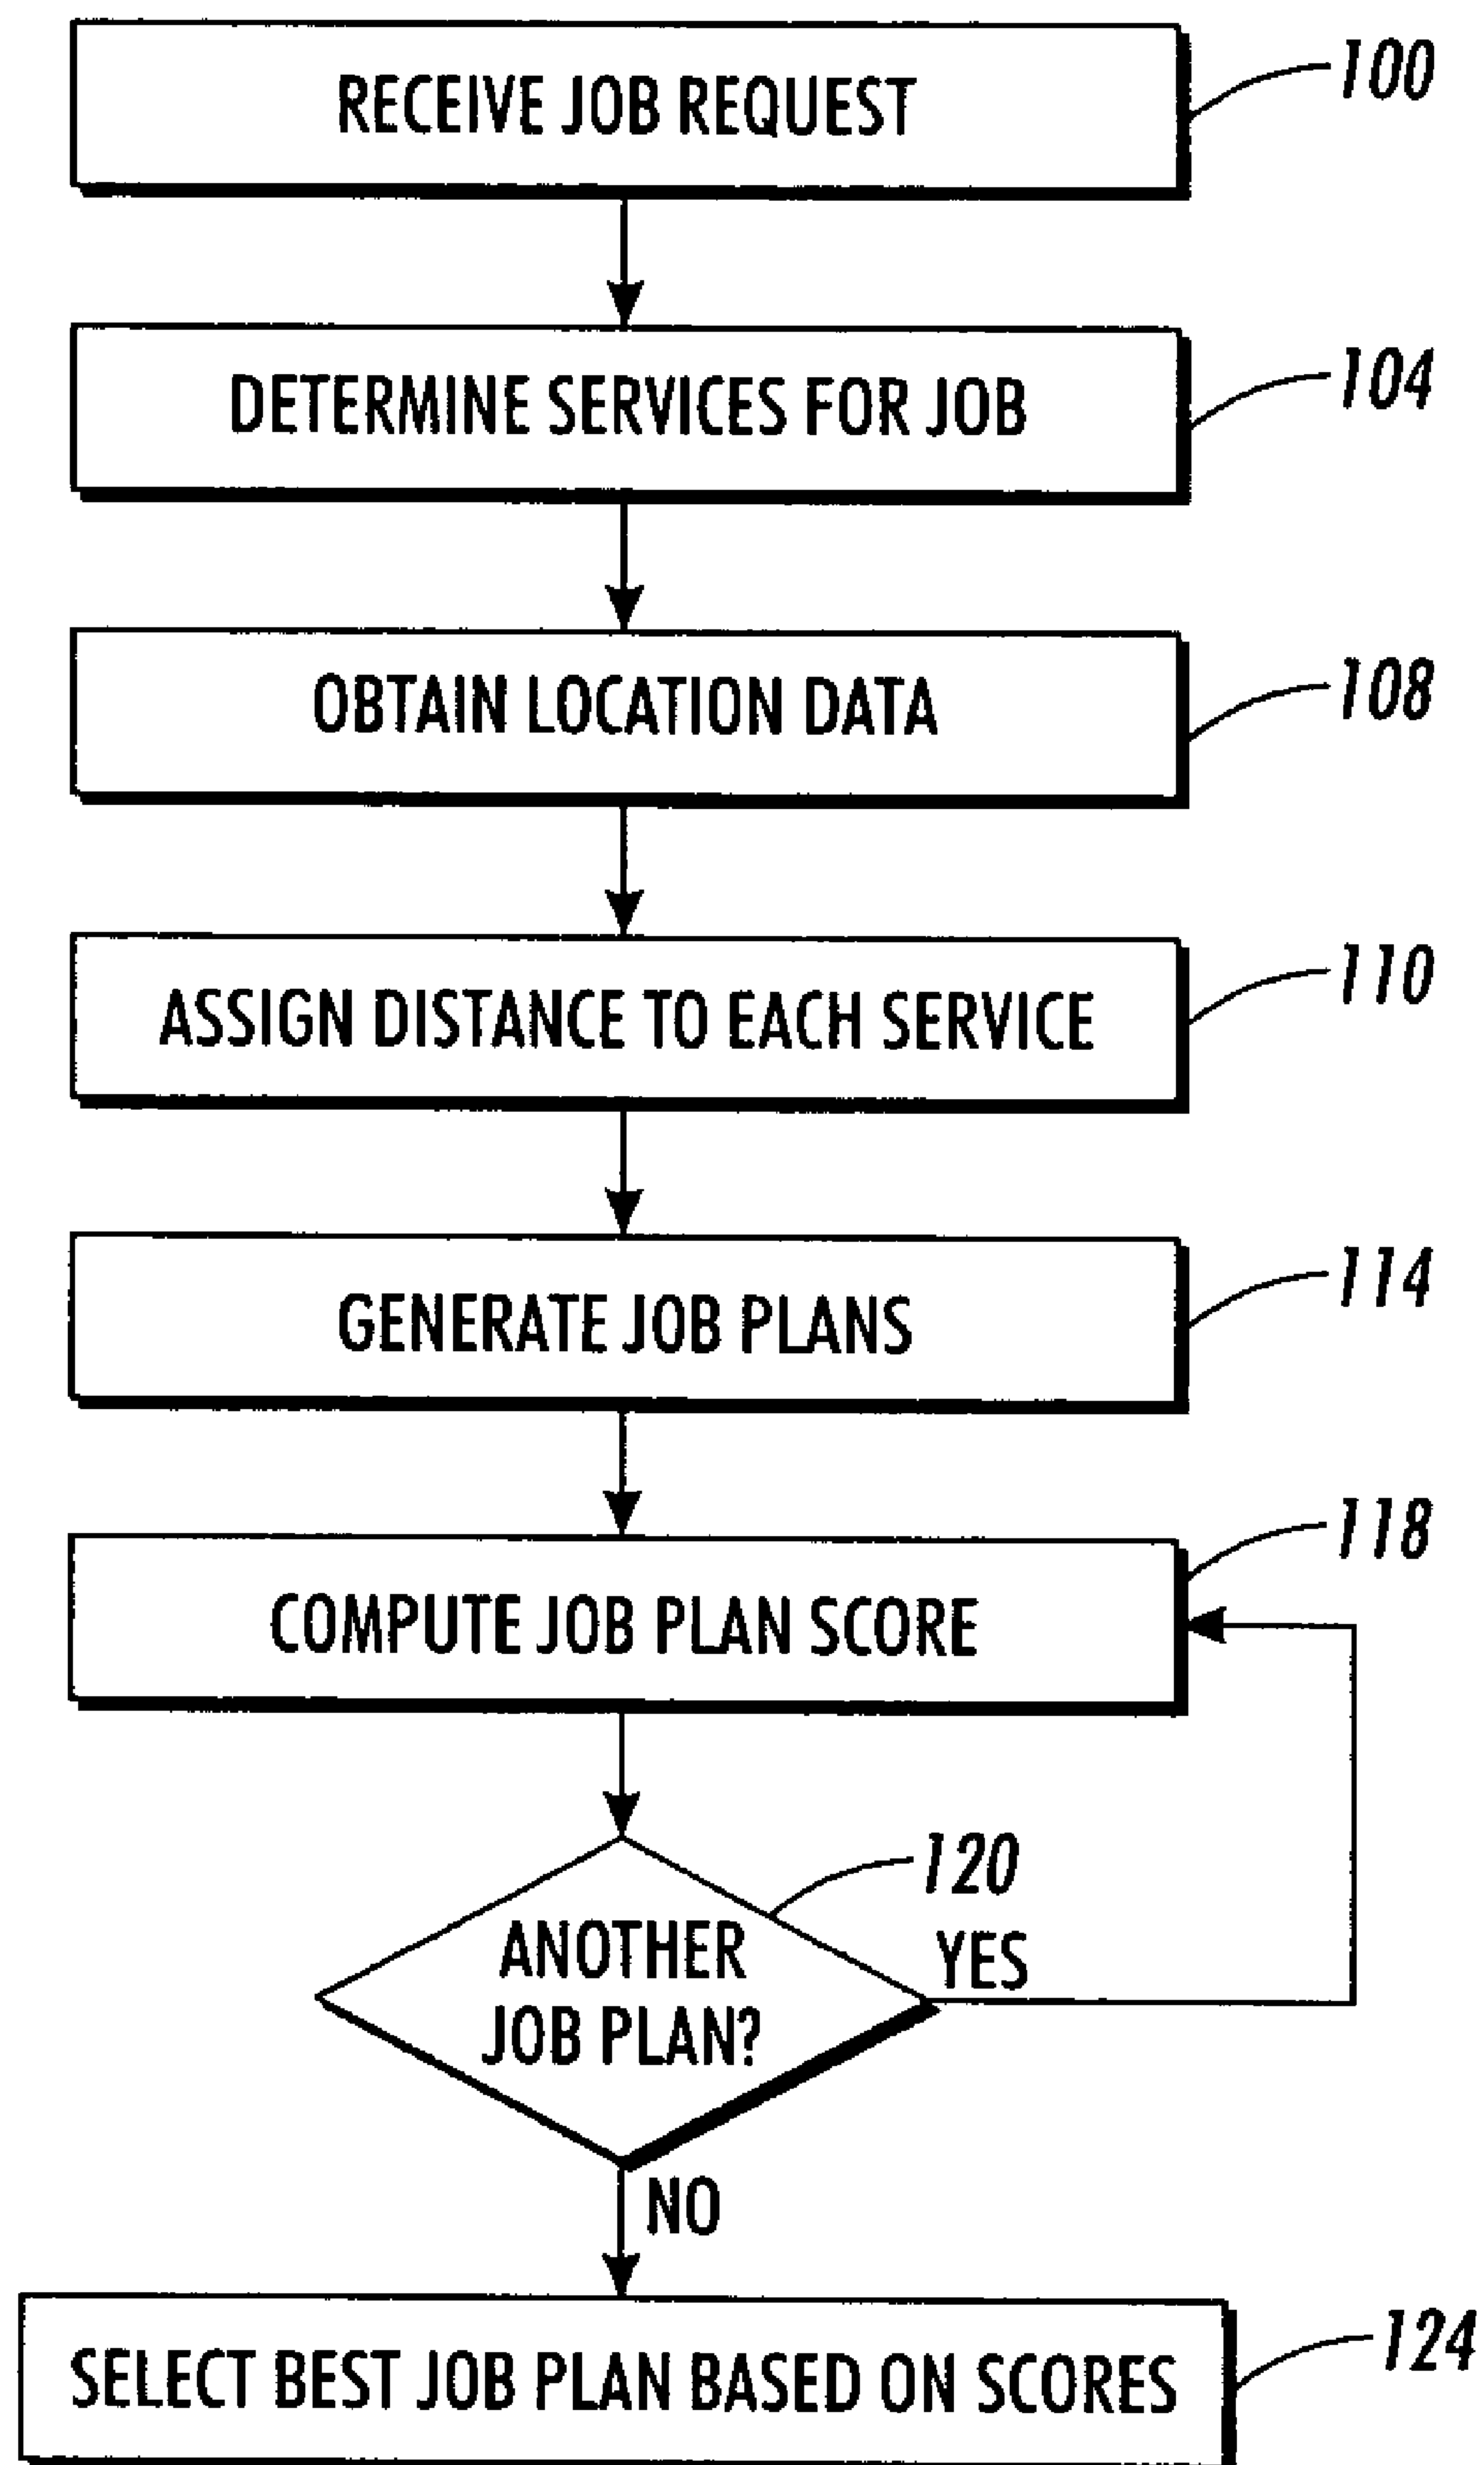 RECEIVE JOB REQUEST
100
DETERMINE SERVICES FOR JOB
104
OBTAIN LOCATION DATA
108
ASSIGN DISTANCE TO EACH SERVICE
110
GENERATE JOB PLANS
114
COMPUTE JOB PLAN SCORE
118
ANOTHER
JOB PLAN?
120
YES
NO
SELECT BEST JOB PLAN BASED ON SCORES
124